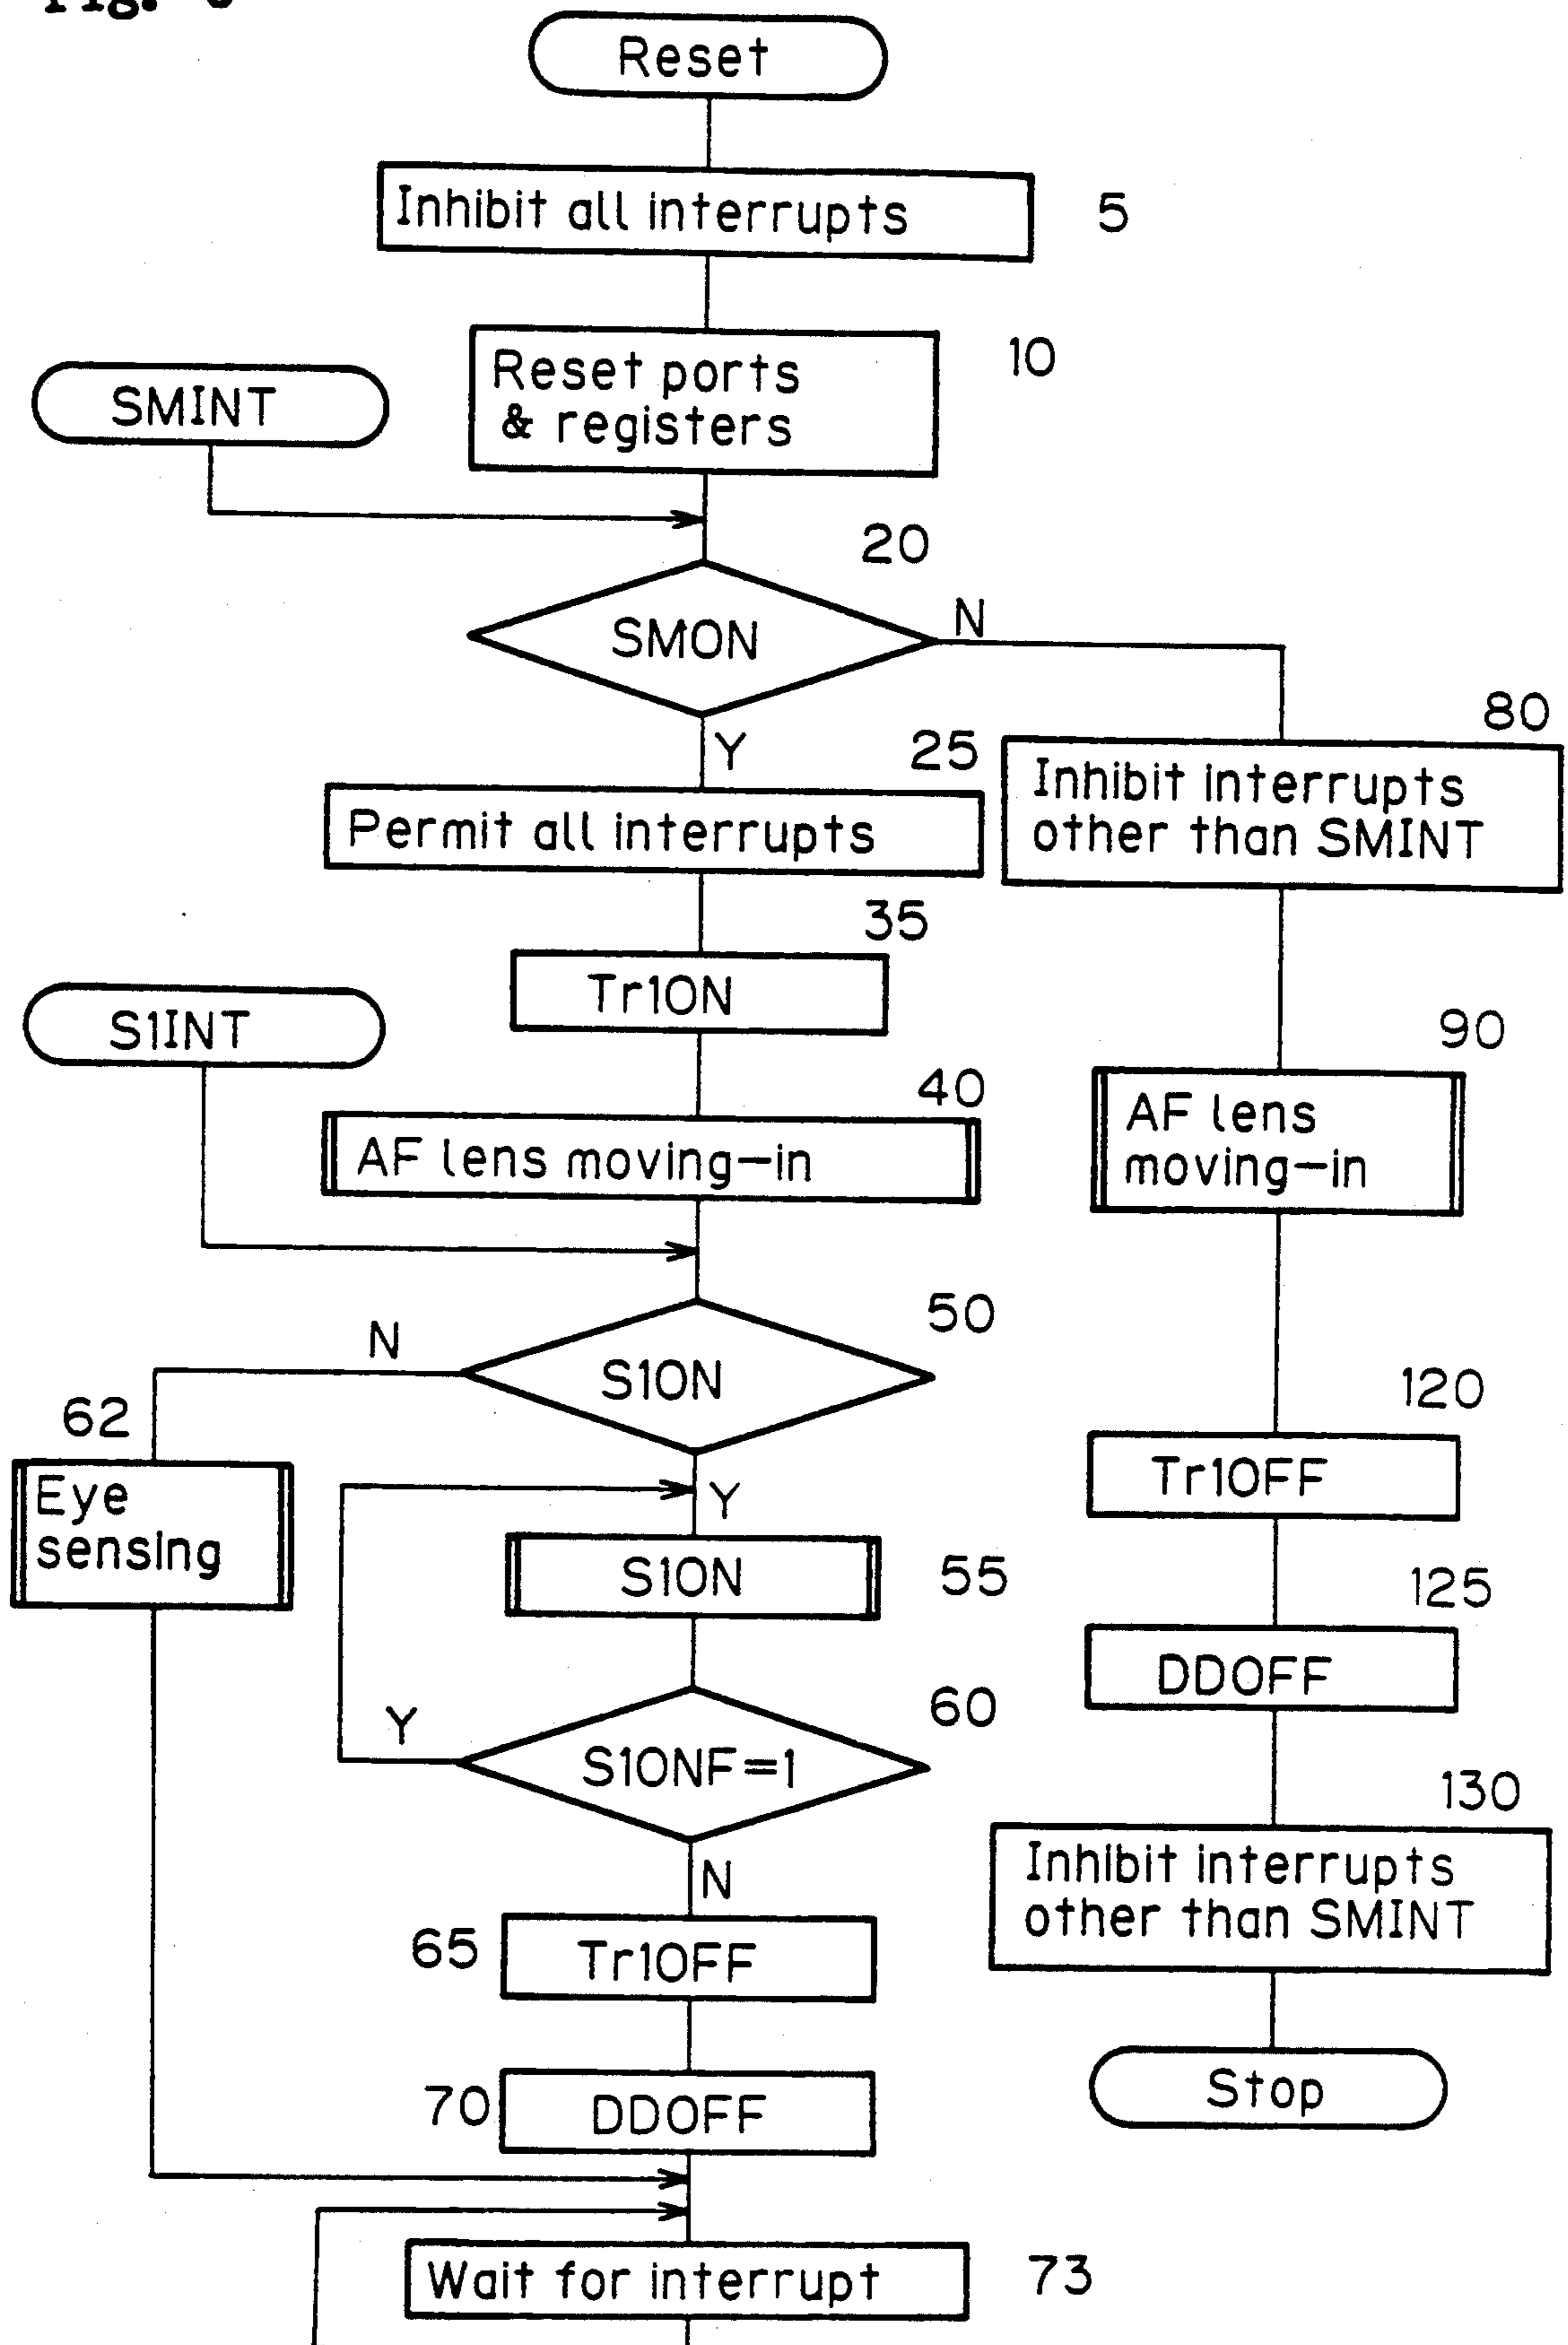 Reset
Inhibit all interrupts
5
Reset ports
& registers
10
SMINT
20
SMON
N
Y
25
Permit all interrupts
80
Inhibit interrupts
other than SMINT
35
Tr1ON
S1INT
90
AF lens
moving-in
40
AF lens moving-in
50
N
S1ON
62
Y
Eye
sensing
120
Tr1OFF
S1ON
55
125
DDOFF
60
Y
S1ONF=1
N
130
Inhibit interrupts
other than SMINT
65
Tr1OFF
Stop
70
DDOFF
Wait for interrupt
73